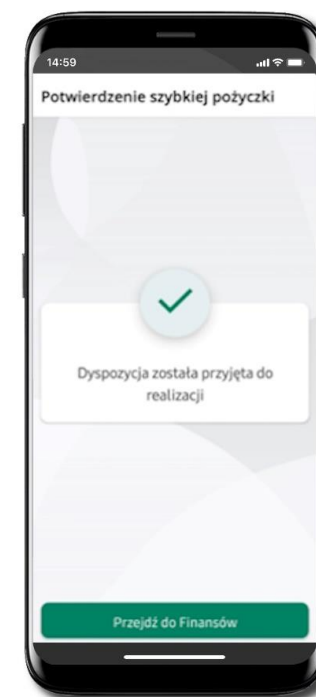 14:59
Potwierdzenie szybkiej pożyczki
Dyspozycja została przyjęta do
realizacji
Przejdź do Finansów